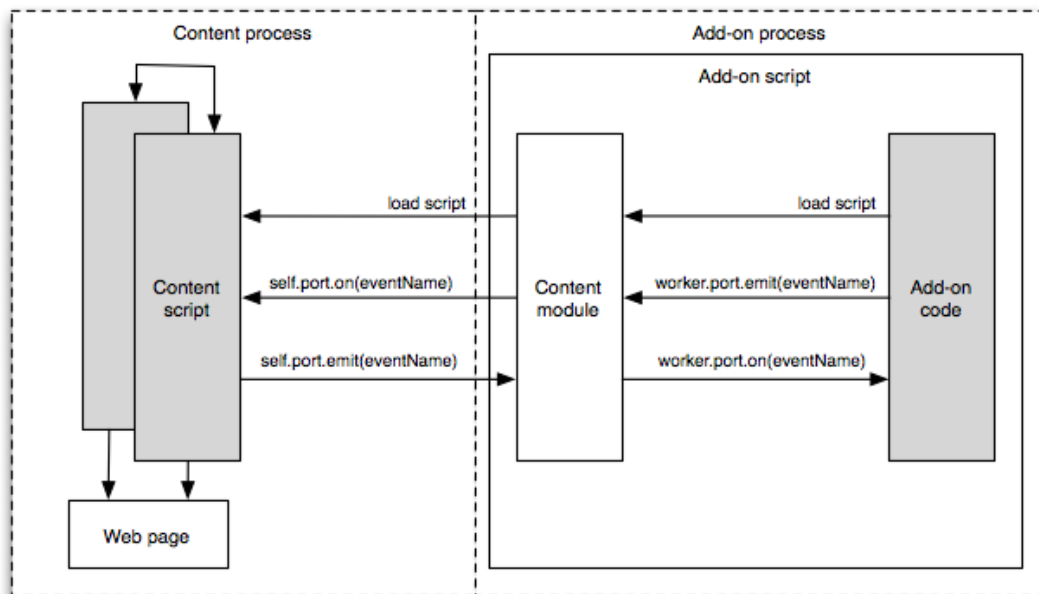 Content process
Add-on process
Add-on script
load script
load script
self.port.on(eventName)
worker.port.emit(eventName)
Content
script
Content
module
Add-on
code
self.port.emit(eventName)
worker.port.on(eventName)
Web page